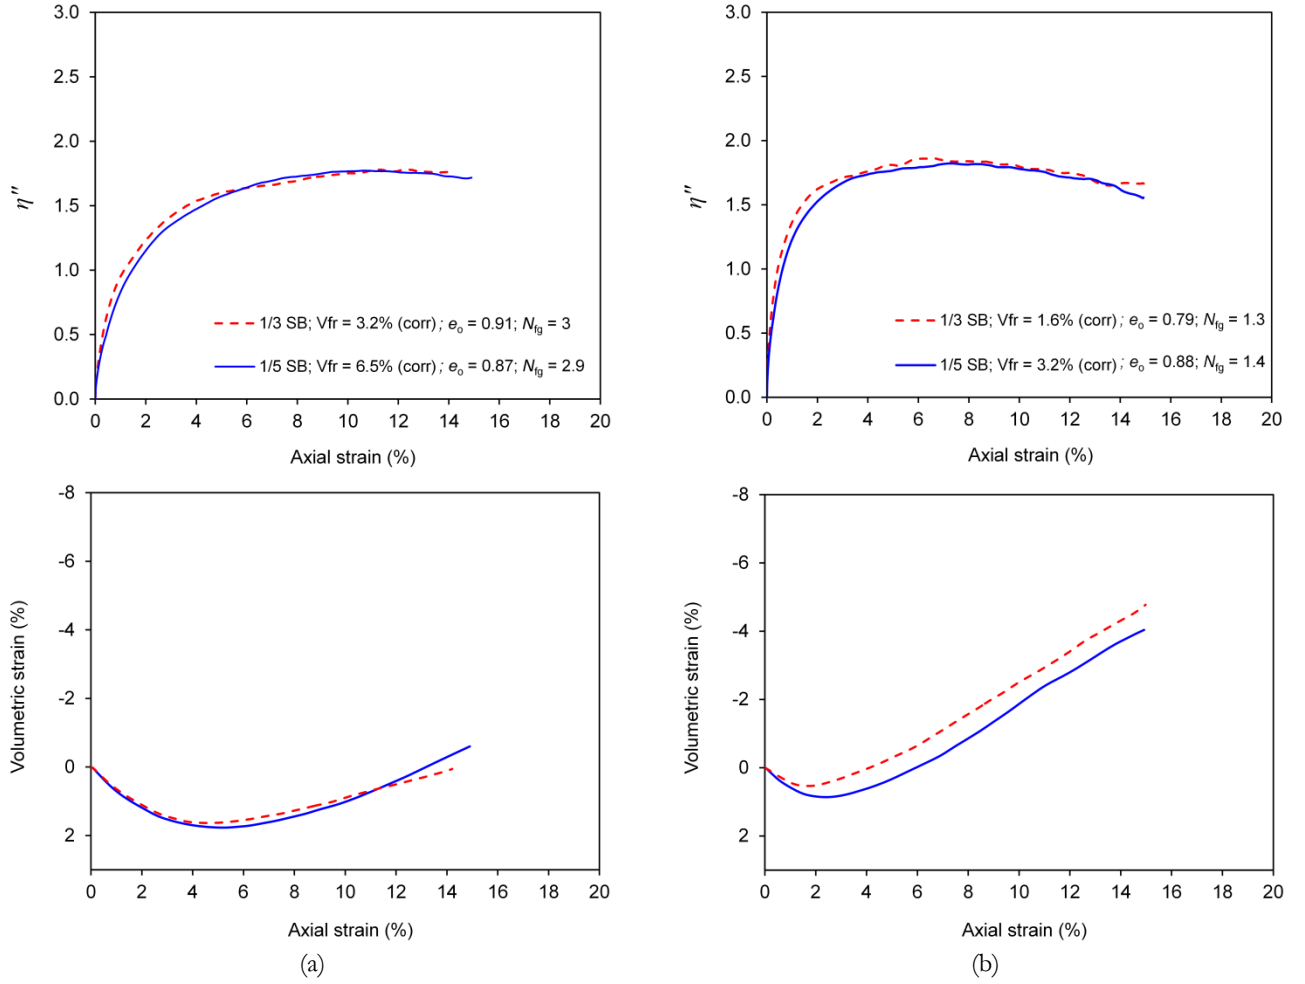 3.0
2.5
2.0
1.5
1.0
0.5
0.0
η″
1/3 SB; Vfr = 3.2% (corr) ; eo = 0.91; Nfg = 3
1/5 SB; Vfr = 6.5% (corr) ; eo = 0.87; Nfg = 2.9
0 2 4 6 8 10 12 14 16 18 20
Axial strain (%)
3.0
2.5
2.0
1.5
1.0
0.5
0.0
η″
1/3 SB; Vfr = 1.6% (corr) ; eo = 0.79; Nfg = 1.3
1/5 SB; Vfr = 3.2% (corr) ; eo = 0.88; Nfg = 1.4
0 2 4 6 8 10 12 14 16 18 20
Axial strain (%)
-8
-6
-4
-2
0
2
Volumetric strain (%)
0 2 4 6 8 10 12 14 16 18 20
Axial strain (%)
(a)
-8
-6
-4
-2
0
2
Volumetric strain (%)
0 2 4 6 8 10 12 14 16 18 20
Axial strain (%)
(b)